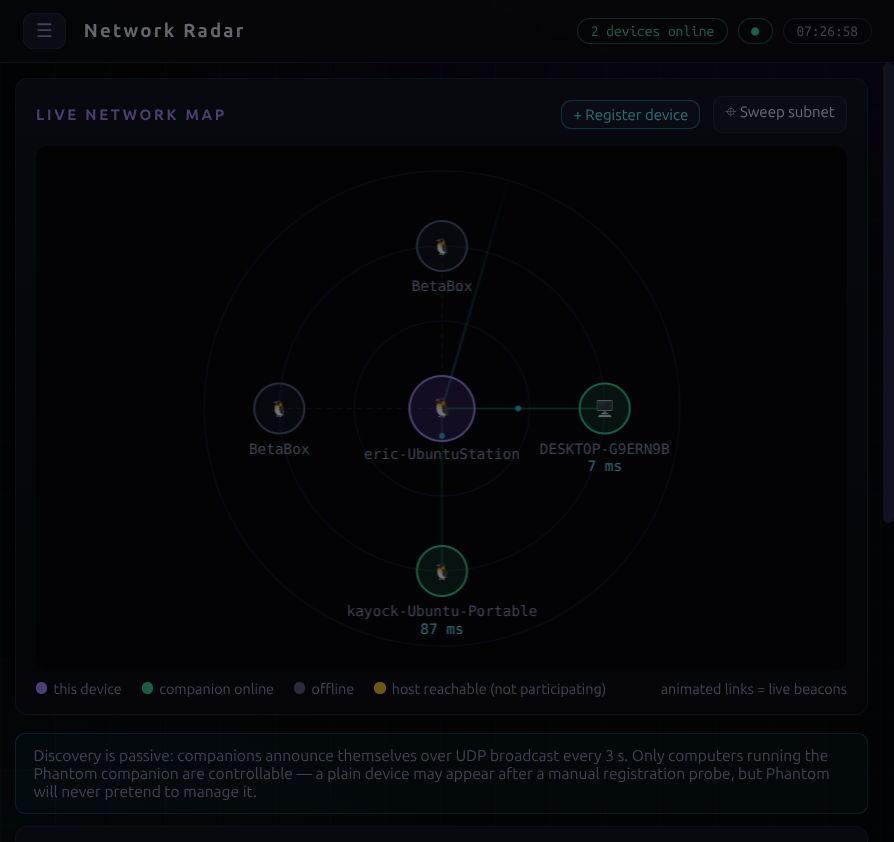 ☰ Network Radar 2 devices online 07:26:58
LIVE NETWORK MAP + Register device ⌖ Sweep subnet
BetaBox
BetaBox eric-UbuntuStation DESKTOP-G9ERN9B
7 ms
kayock-Ubuntu-Portable
87 ms
this device companion online offline host reachable (not participating) animated links = live beacons
Discovery is passive: companions announce themselves over UDP broadcast every 3 s. Only computers running the
Phantom companion are controllable — a plain device may appear after a manual registration probe, but Phantom
will never pretend to manage it.